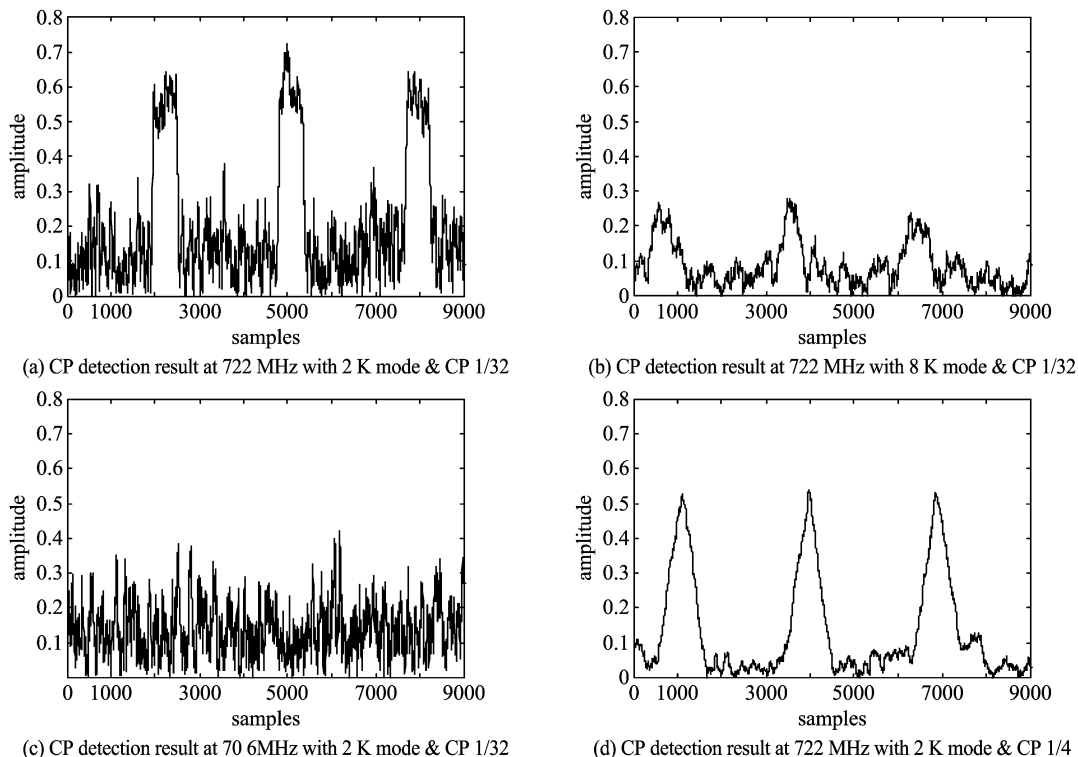 0.8
0.7
0.6
0.5
0.4
0.3
0.2
0.1
0
amplitude
0 1000 3000 5000 7000 9000
samples
(a) CP detection result at 722 MHz with 2 K mode & CP 1/32
0.8
0.7
0.6
0.5
0.4
0.3
0.2
0.1
0
amplitude
0 1000 3000 5000 7000 9000
samples
(b) CP detection result at 722 MHz with 8 K mode & CP 1/32
0.8
0.7
0.6
0.5
0.4
0.3
0.2
0.1
amplitude
0 1000 3000 5000 7000 9000
samples
(c) CP detection result at 70 6MHz with 2 K mode & CP 1/32
0.8
0.7
0.6
0.5
0.4
0.3
0.2
0.1
0
amplitude
0 1000 3000 5000 7000 9000
samples
(d) CP detection result at 722 MHz with 2 K mode & CP 1/4